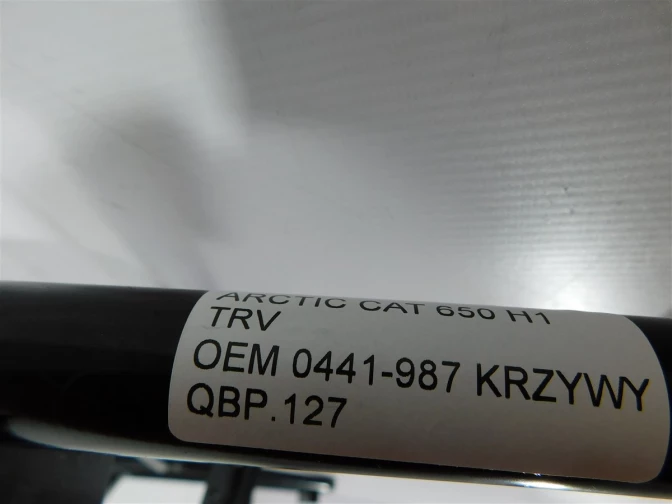 ARCTIC CAT 650 H1
TRV
OEM 0441-987 KRZYWY
QBP.127